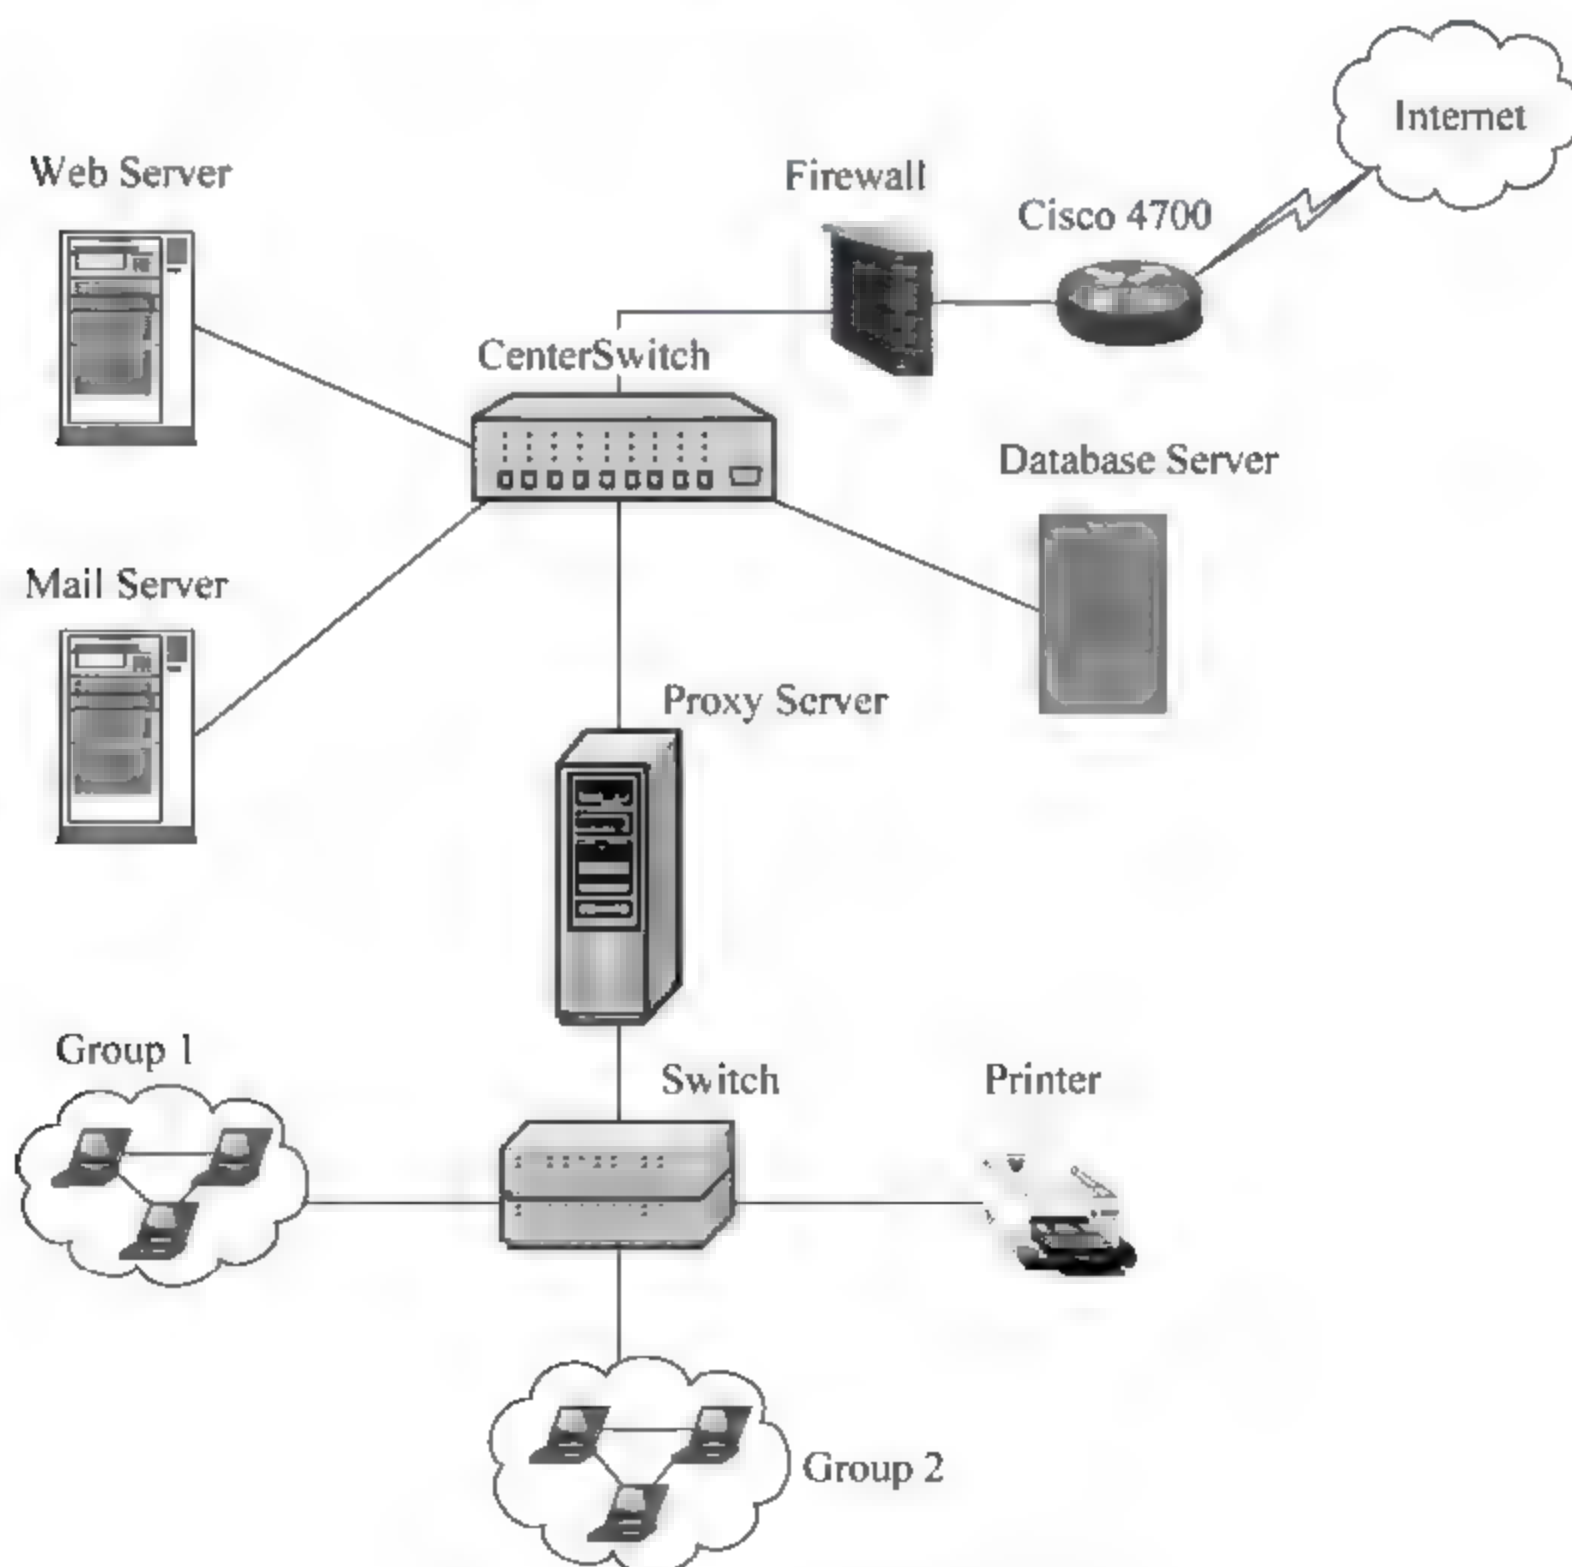 Internet
Web Server
Firewall
Cisco 4700
CenterSwitch
Database Server
Mail Server
Proxy Server
Group 1
Switch
Printer
Group 2